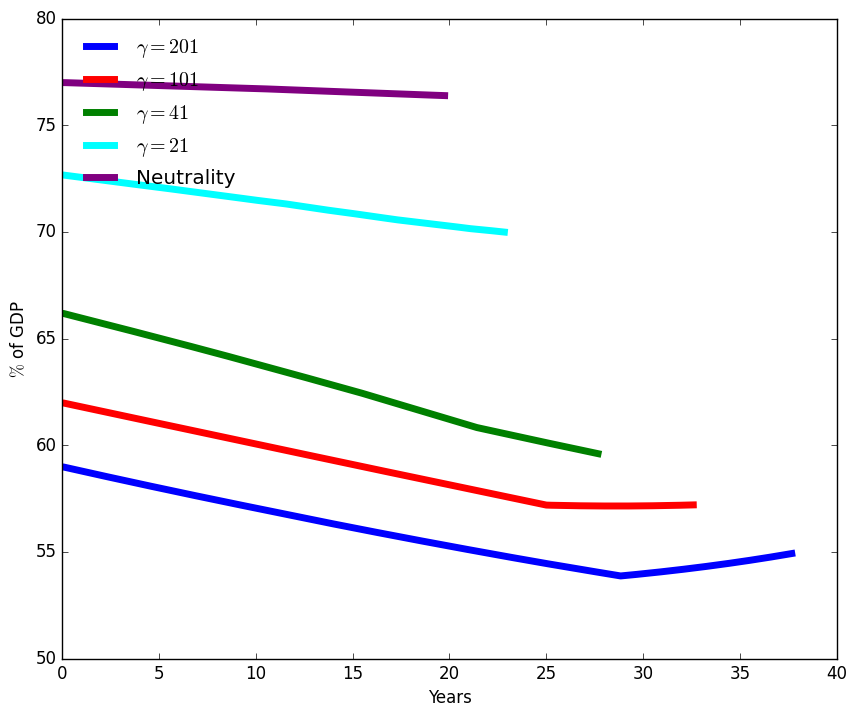 80
75
70
65
60
55
50
% of GDP
γ = 201
γ = 101
γ = 41
γ = 21
Neutrality
0 5 10 15 20 25 30 35 40
Years